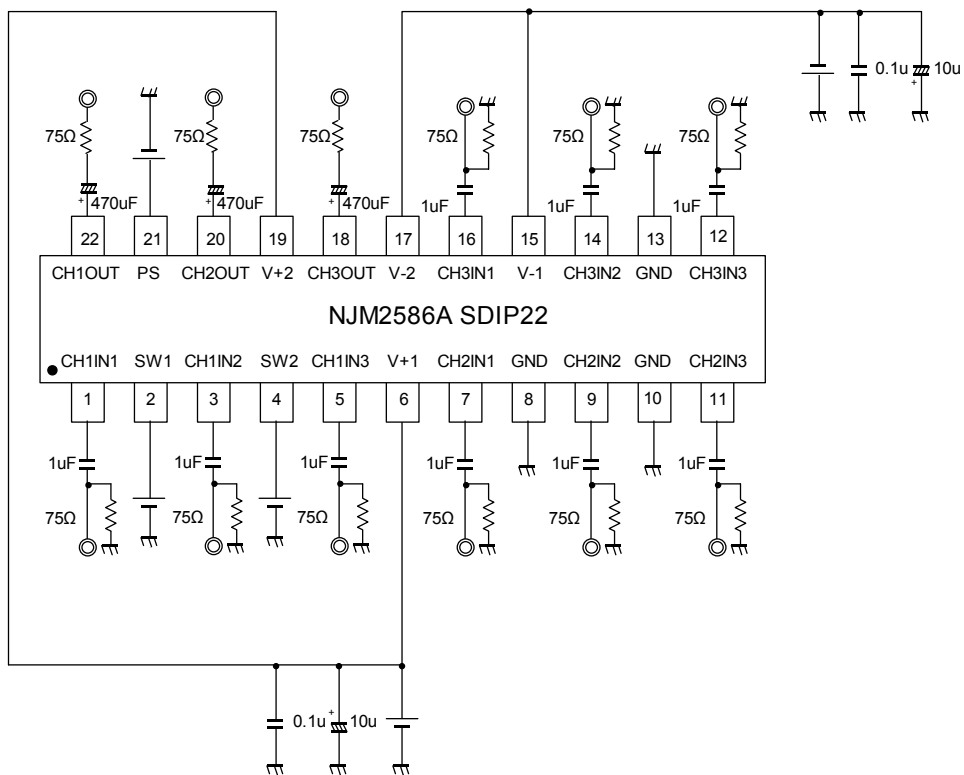 0.1u 10u
+
75Ω 75Ω 75Ω 75Ω 75Ω 75Ω
+ 470uF + 470uF + 470uF 1uF 1uF 1uF
22 21 20 19 18 17 16 15 14 13 12
CH1OUT PS CH2OUT V+2 CH3OUT V-2 CH3IN1 V-1 CH3IN2 GND CH3IN3
NJM2586A SDIP22
CH1IN1 SW1 CH1IN2 SW2 CH1IN3 V+1 CH2IN1 GND CH2IN2 GND CH2IN3
1 2 3 4 5 6 7 8 9 10 11
1uF 1uF 1uF 1uF 1uF 1uF
75Ω 75Ω 75Ω 75Ω 75Ω 75Ω
0.1u + 10u